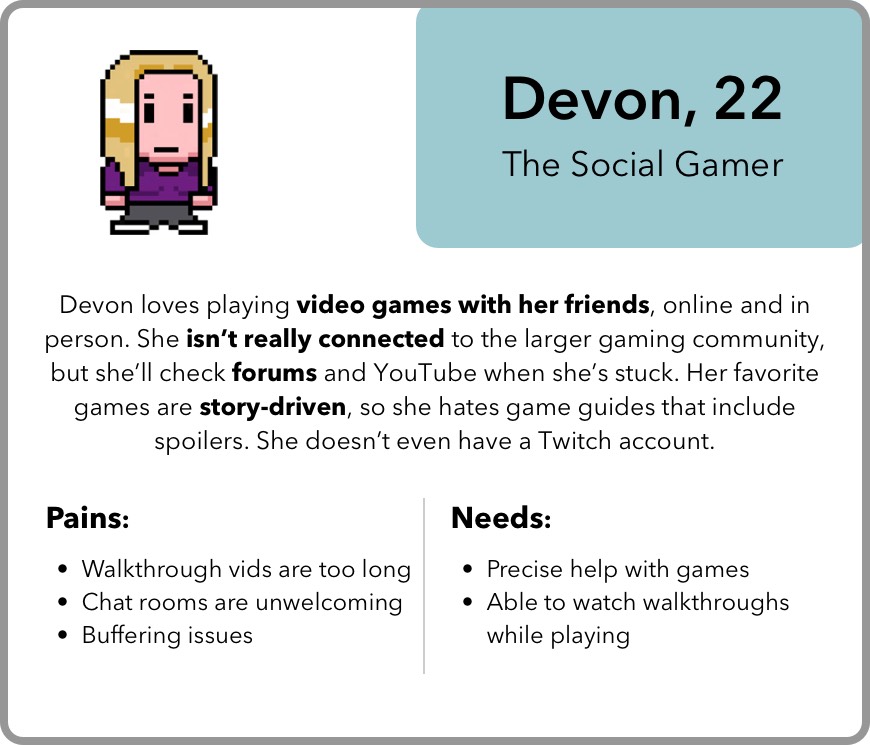 Devon, 22
The Social Gamer
Devon loves playing video games with her friends, online and in
person. She isn’t really connected to the larger gaming community,
but she’ll check forums and YouTube when she’s stuck. Her favorite
games are story-driven, so she hates game guides that include
spoilers. She doesn’t even have a Twitch account.
Pains:
• Walkthrough vids are too long
• Chat rooms are unwelcoming
• Buffering issues
Needs:
• Precise help with games
• Able to watch walkthroughs
while playing